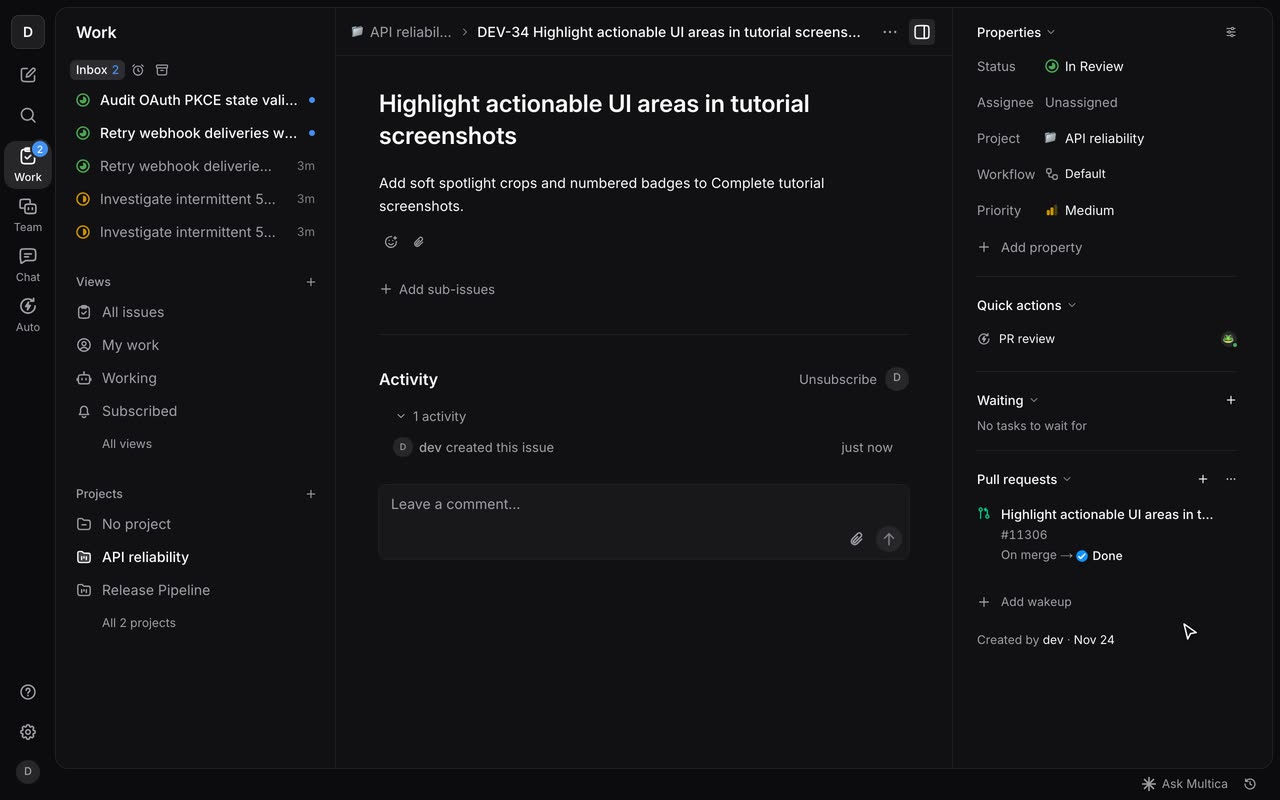 D
2
Work
Team
Chat
Auto
D
Work
Inbox 2
Audit OAuth PKCE state vali...
Retry webhook deliveries w...
Retry webhook deliverie... 3m
Investigate intermittent 5... 3m
Investigate intermittent 5... 3m
Views
All issues
My work
Working
Subscribed
All views
Projects
No project
API reliability
Release Pipeline
All 2 projects
API reliabil... › DEV-34 Highlight actionable UI areas in tutorial screens...
Highlight actionable UI areas in tutorial
screenshots
Add soft spotlight crops and numbered badges to Complete tutorial
screenshots.
Add sub-issues
Activity Unsubscribe D
1 activity
D dev created this issue just now
Leave a comment...
Properties
Status In Review
Assignee Unassigned
Project API reliability
Workflow Default
Priority Medium
Add property
Quick actions
PR review
Waiting
No tasks to wait for
Pull requests
Highlight actionable UI areas in t...
#11306
On merge → Done
Add wakeup
Created by dev · Nov 24
Ask Multica